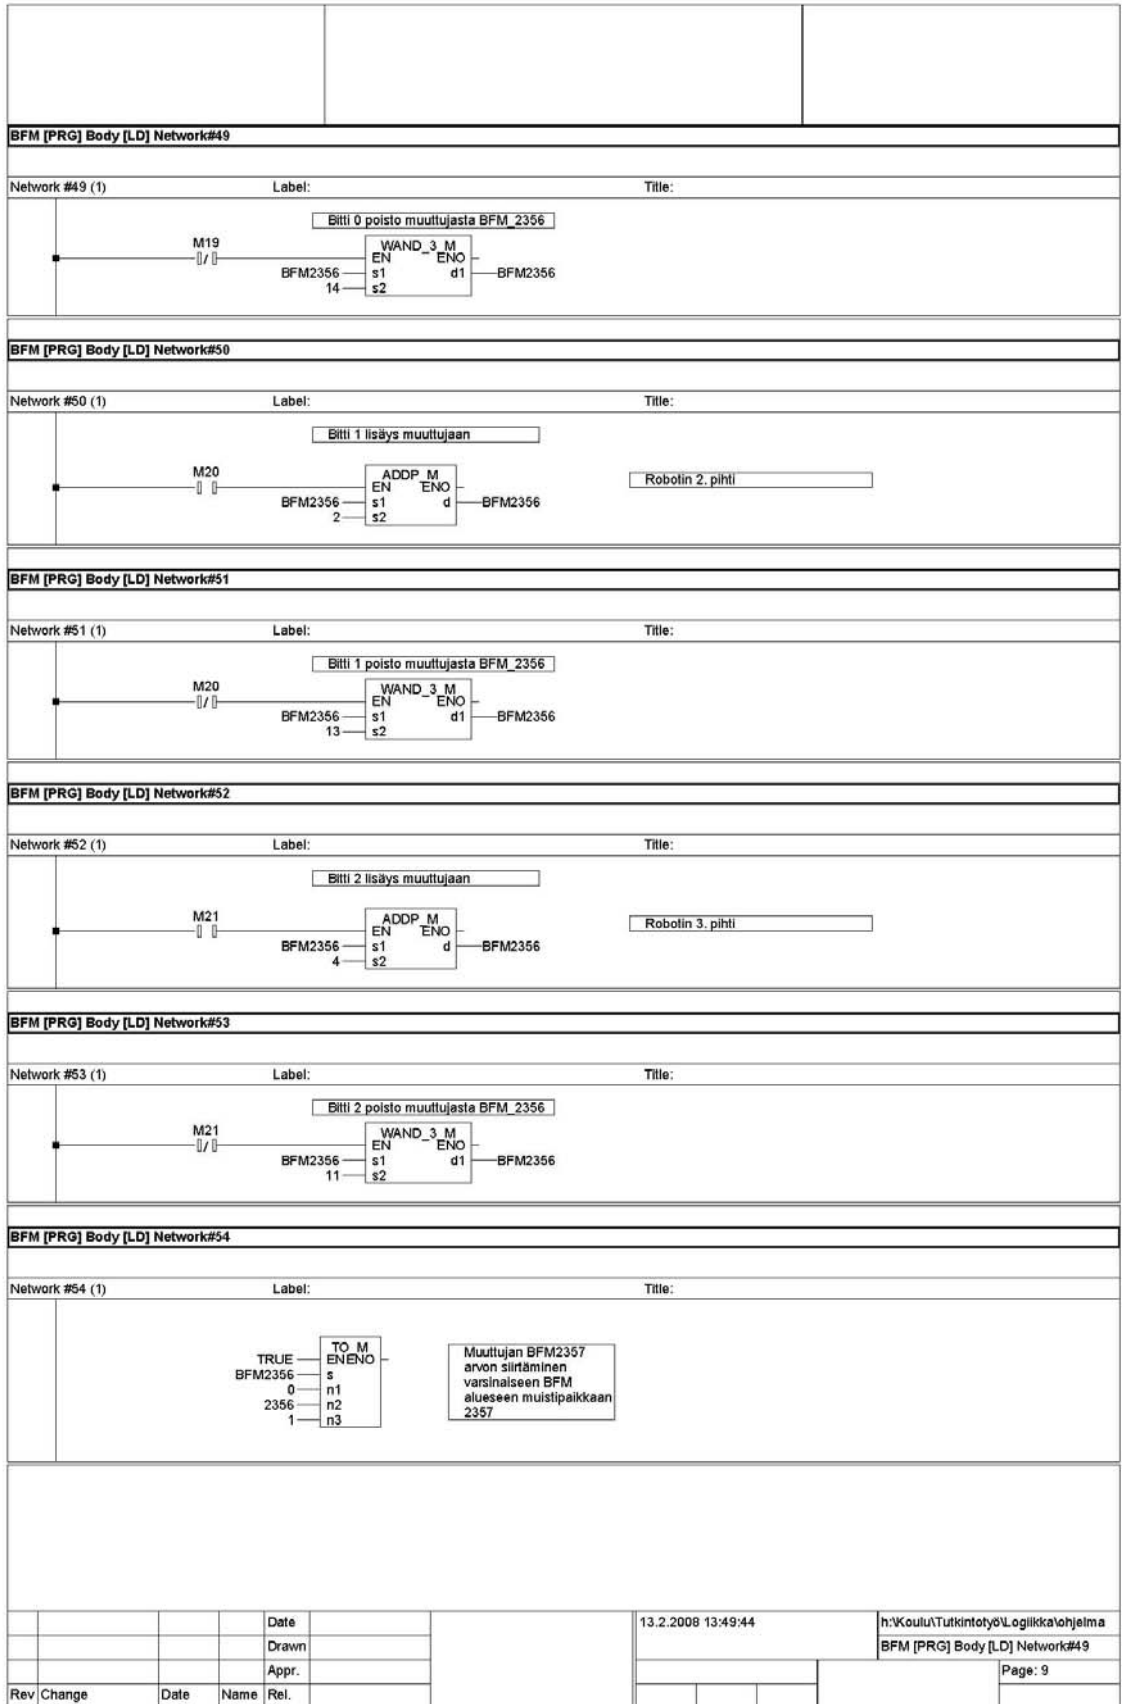 BFM [PRG] Body [LD] Network#49
Network #49 (1) Label: Title:
Bitti 0 poisto muuttujasta BFM_2356
M19
WAND_3_M
EN ENO
BFM2356 s1 d1 BFM2356
14 s2
BFM [PRG] Body [LD] Network#50
Network #50 (1) Label: Title:
Bitti 1 lisäys muuttujaan
M20
ADDP_M
EN ENO
Robotin 2. pihti
BFM2356 s1 d BFM2356
2 s2
BFM [PRG] Body [LD] Network#51
Network #51 (1) Label: Title:
Bitti 1 poisto muuttujasta BFM_2356
M20
WAND_3_M
EN ENO
BFM2356 s1 d1 BFM2356
13 s2
BFM [PRG] Body [LD] Network#52
Network #52 (1) Label: Title:
Bitti 2 lisäys muuttujaan
M21
ADDP_M
EN ENO
Robotin 3. pihti
BFM2356 s1 d BFM2356
4 s2
BFM [PRG] Body [LD] Network#53
Network #53 (1) Label: Title:
Bitti 2 poisto muuttujasta BFM_2356
M21
WAND_3_M
EN ENO
BFM2356 s1 d1 BFM2356
11 s2
BFM [PRG] Body [LD] Network#54
Network #54 (1) Label: Title:
TO_M
TRUE EN ENO
BFM2356 s
0 n1
2356 n2
1 n3
Muuttujan BFM2357
arvon siirtäminen
varsinaiseen BFM
alueseen muistipaikkaan
2357
Date 13.2.2008 13:49:44 h:\Koulu\Tutkintotyö\Logiikka\ohjelma
Drawn BFM [PRG] Body [LD] Network#49
Appr. Page: 9
Rev Change Date Name Rel.